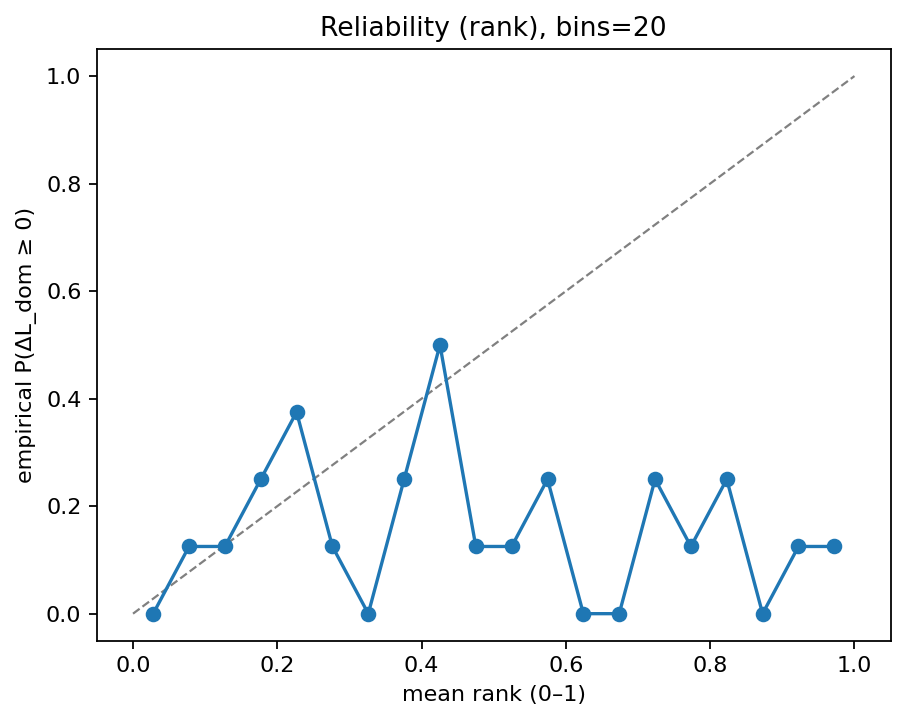 Reliability (rank), bins=20
empirical P(ΔL_dom ≥ 0)
1.0
0.8
0.6
0.4
0.2
0.0
0.0 0.2 0.4 0.6 0.8 1.0
mean rank (0–1)